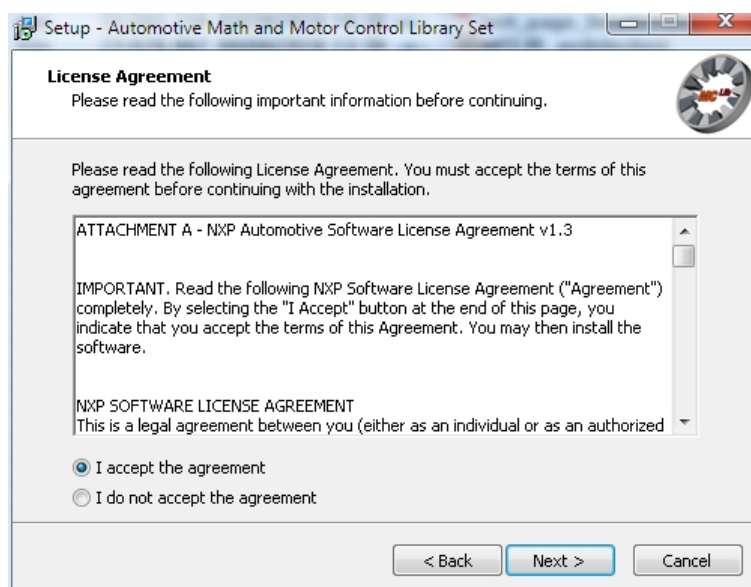 Setup - Automotive Math and Motor Control Library Set
License Agreement
Please read the following important information before continuing.
MC Lib
Please read the following License Agreement. You must accept the terms of this
agreement before continuing with the installation.
ATTACHMENT A - NXP Automotive Software License Agreement v1.3
IMPORTANT. Read the following NXP Software License Agreement ("Agreement")
completely. By selecting the "I Accept" button at the end of this page, you
indicate that you accept the terms of this Agreement. You may then install the
software.
NXP SOFTWARE LICENSE AGREEMENT
This is a legal agreement between you (either as an individual or as an authorized
I accept the agreement
I do not accept the agreement
< Back
Next >
Cancel